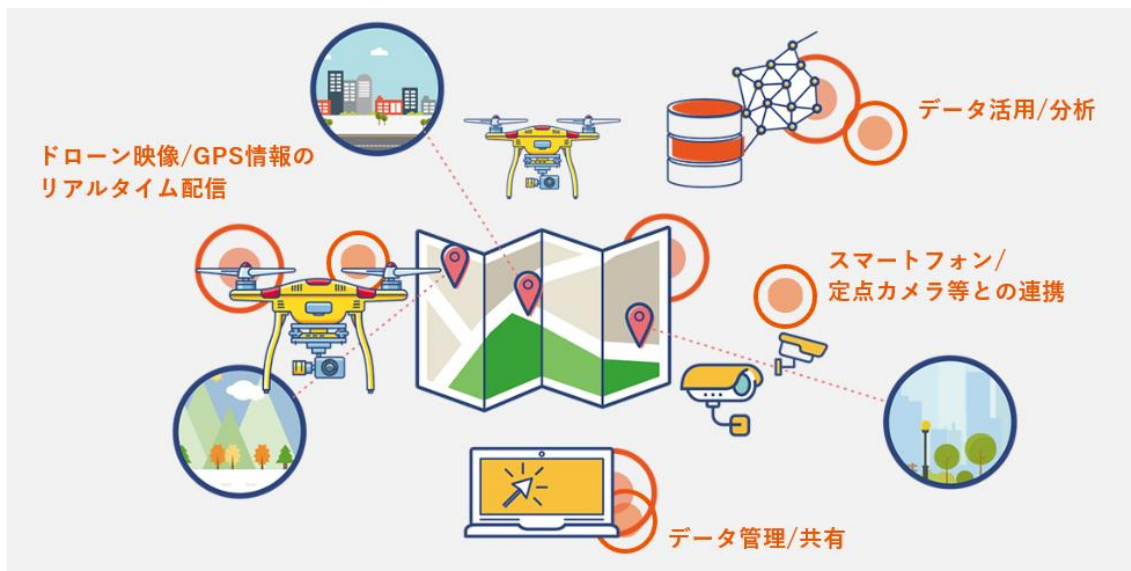 ドローン映像/GPS情報の
リアルタイム配信
データ活用/分析
スマートフォン/
定点カメラ等との連携
データ管理/共有